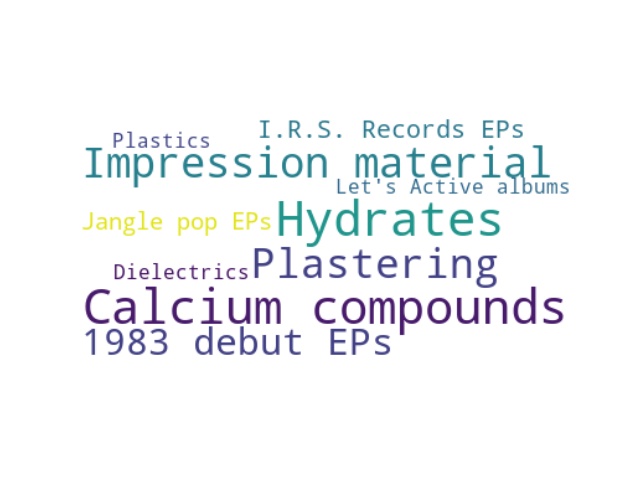 I.R.S. Records EPs
Plastics
Impression material
Let's Active albums
Jangle pop EPs
Hydrates
Plastering
Dielectrics
Calcium compounds
1983 debut EPs